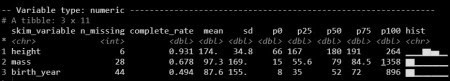 -- Variable type: numeric --
# A tibble: 3 x 11
skim_variable n_missing complete_rate mean sd p0 p25 p50 p75 p100 hist
* <chr> <int> <dbl> <dbl> <dbl> <dbl> <dbl> <dbl> <dbl> <dbl> <chr>
1 height 6 0.931 174. 34.8 66 167 180 191 264
2 mass 28 0.678 97.3 169. 15 55.6 79 84.5 1358
3 birth_year 44 0.494 87.6 155. 8 35 52 72 896